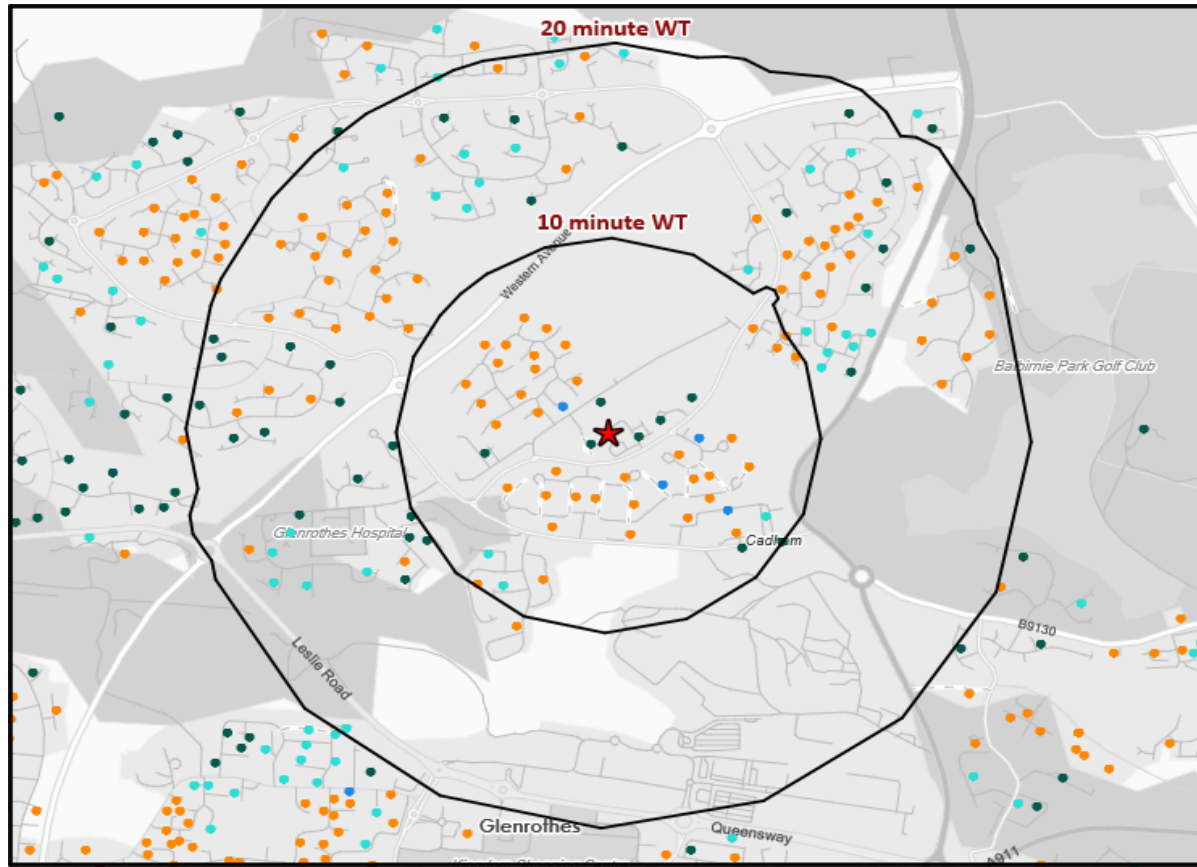 20 minute WT
10 minute WT
Western Avenue
Balbirnie Park Golf Club
Glenrothes Hospital
Cadham
B9130
Leslie Road
Glenrothes
Queensway
A911